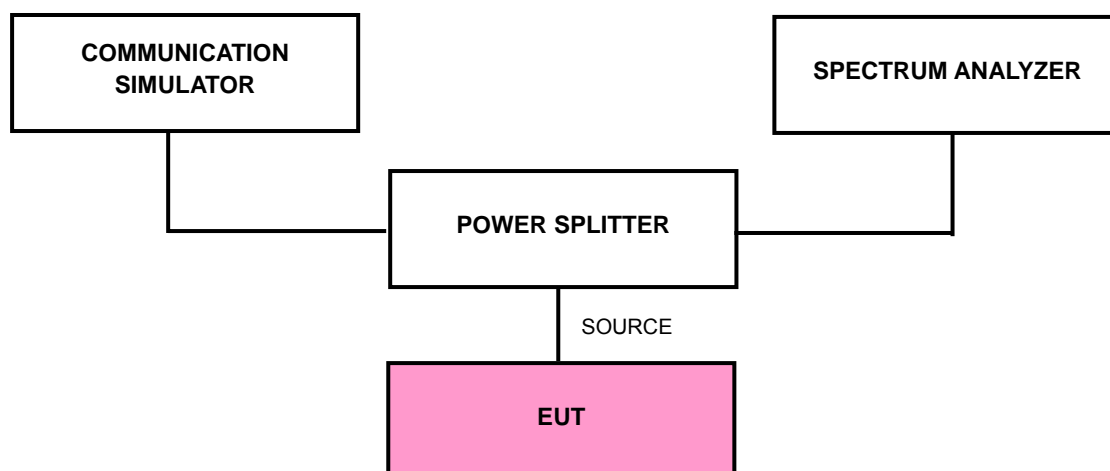 COMMUNICATION
SIMULATOR
SPECTRUM ANALYZER
POWER SPLITTER
SOURCE
EUT